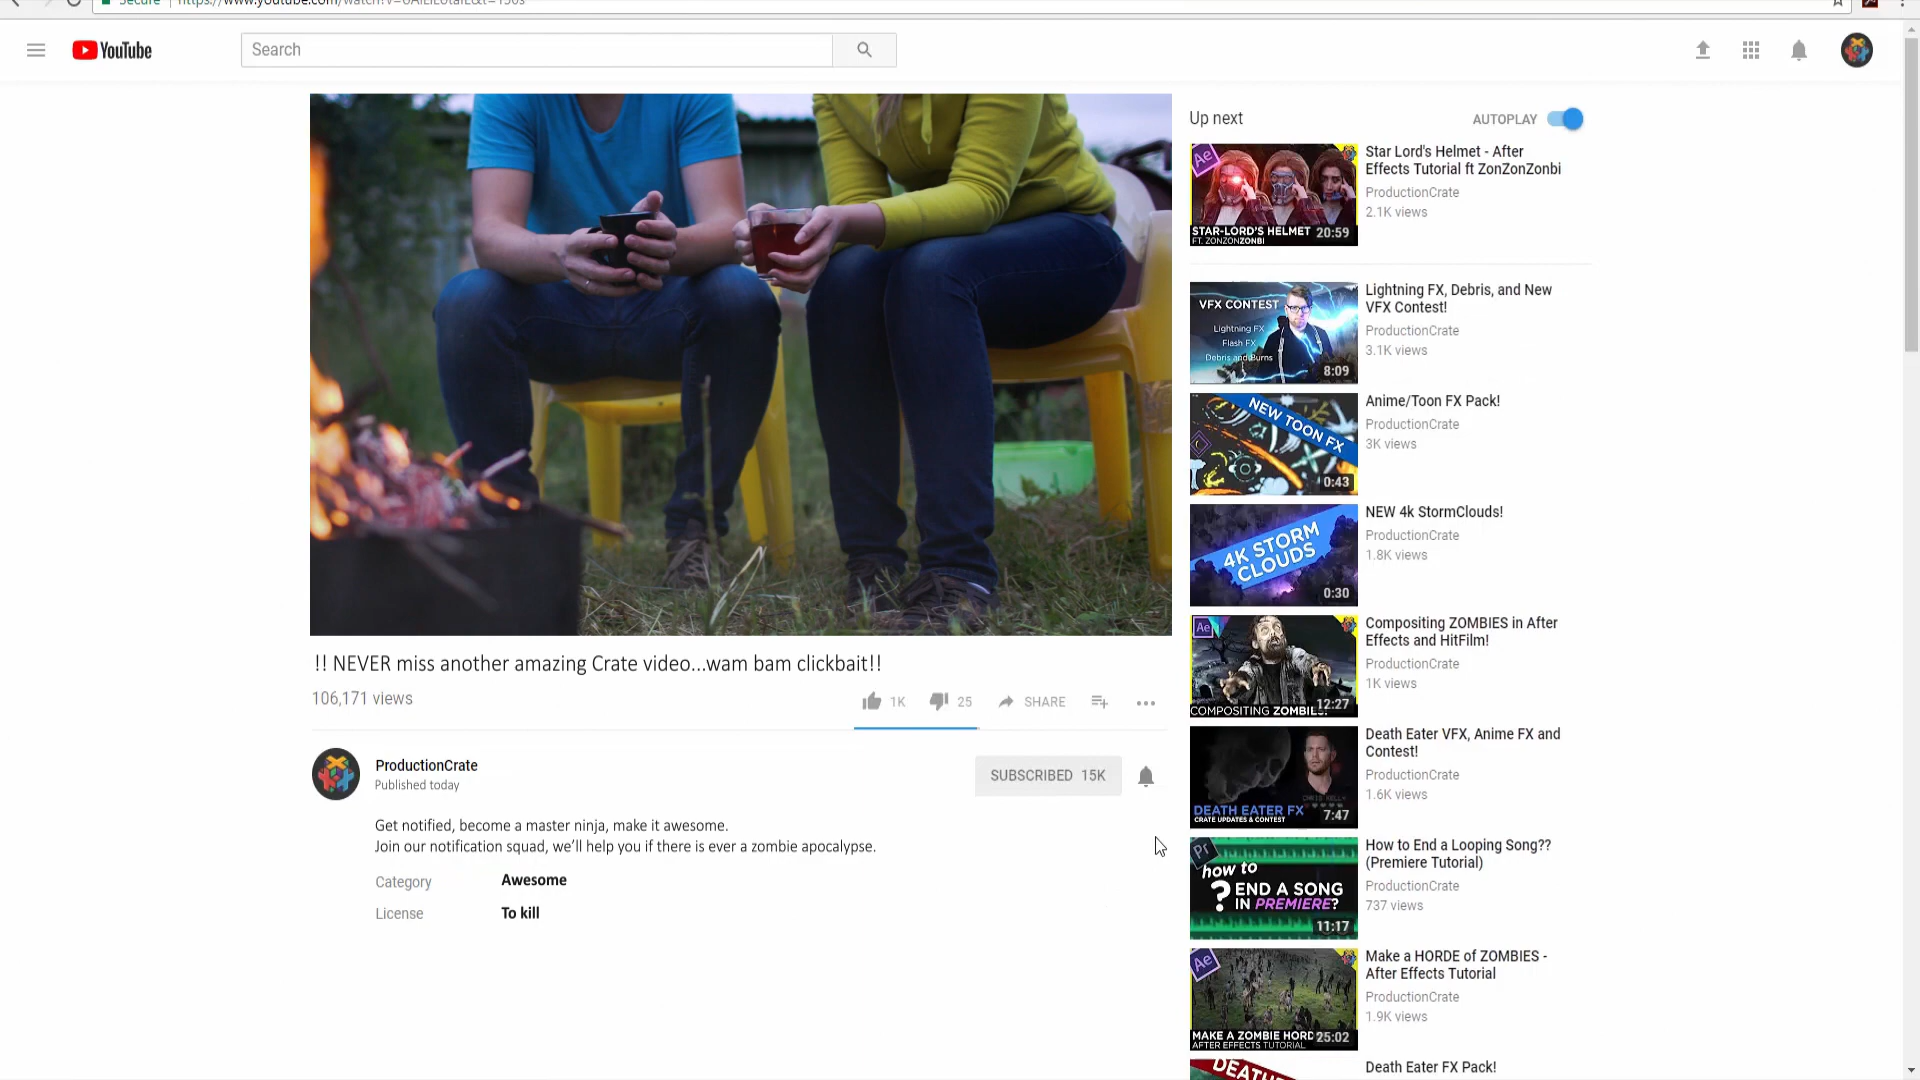 Secure
YouTube
Search
Up next
AUTOPLAY
Star Lord's Helmet - After
Effects Tutorial ft ZonZonZonbi
ProductionCrate
2.1K views
Ae
STAR-LORD'S HELMET
FT. ZONZONZONBI
20:59
Lightning FX, Debris, and New
VFX Contest!
ProductionCrate
3.1K views
VFX CONTEST
Lightning FX
Flash FX
Debris and Burns
8:09
Anime/Toon FX Pack!
ProductionCrate
3K views
NEW TOON FX
0:43
NEW 4k StormClouds!
ProductionCrate
1.8K views
4K STORM
CLOUDS
0:30
Compositing ZOMBIES in After
Effects and HitFilm!
ProductionCrate
1K views
Ae
COMPOSITING ZOMBIES
12:27
Death Eater VFX, Anime FX and
Contest!
ProductionCrate
1.6K views
DEATH EATER FX
CRATE UPDATES & CONTEST
7:47
How to End a Looping Song??
(Premiere Tutorial)
ProductionCrate
737 views
Pr
how to
? END A SONG
IN PREMIERE?
11:17
Make a HORDE of ZOMBIES -
After Effects Tutorial
ProductionCrate
1.9K views
Ae
MAKE A ZOMBIE HORD
AFTER EFFECTS TUTORIAL
25:02
Death Eater FX Pack!
!! NEVER miss another amazing Crate video...wam bam clickbait!!
106,171 views
1K
25
SHARE
ProductionCrate
Published today
SUBSCRIBED 15K
Get notified, become a master ninja, make it awesome.
Join our notification squad, we'll help you if there is ever a zombie apocalypse.
Category Awesome
License To kill